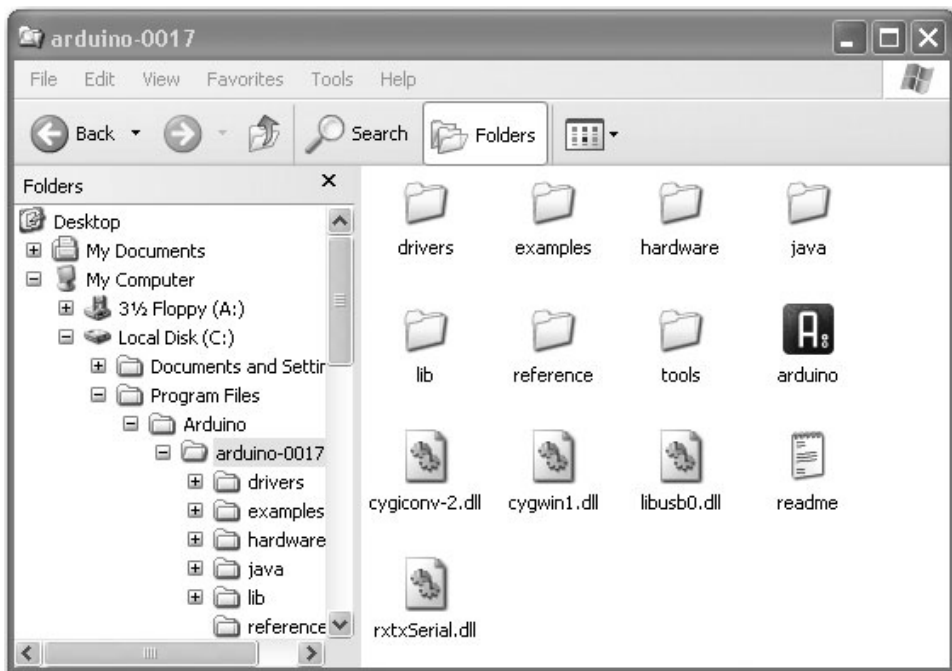 arduino-0017
File Edit View Favorites Tools Help
Back Search Folders
Folders
Desktop
My Documents
My Computer
3½ Floppy (A:)
Local Disk (C:)
Documents and Settir
Program Files
Arduino
arduino-0017
drivers
examples
hardware
java
lib
reference
drivers examples hardware java
lib reference tools arduino
cygiconv-2.dll cygwin1.dll libusb0.dll readme
rxtxSerial.dll